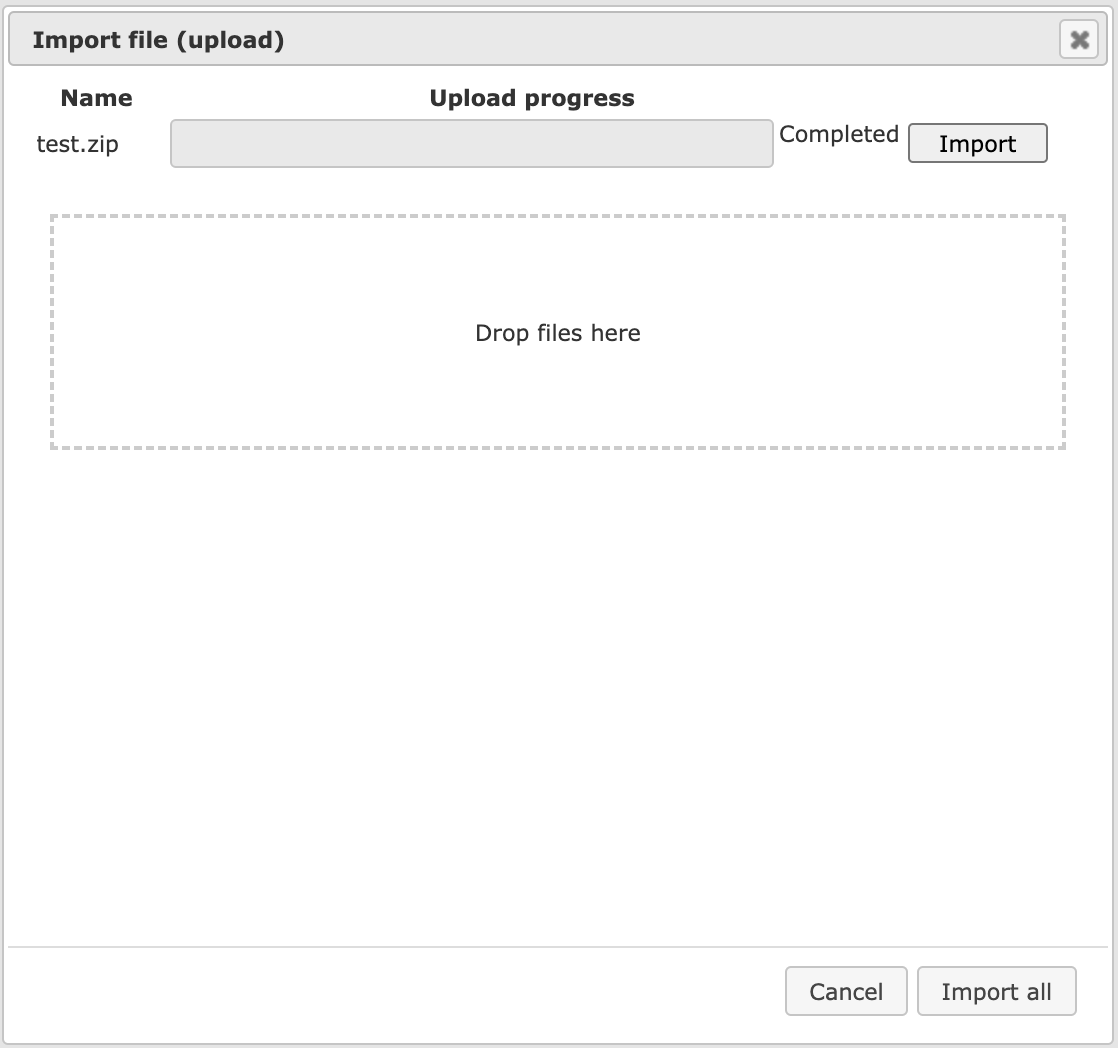 Import file (upload)
Name Upload progress
test.zip Completed Import
Drop files here
Cancel Import all